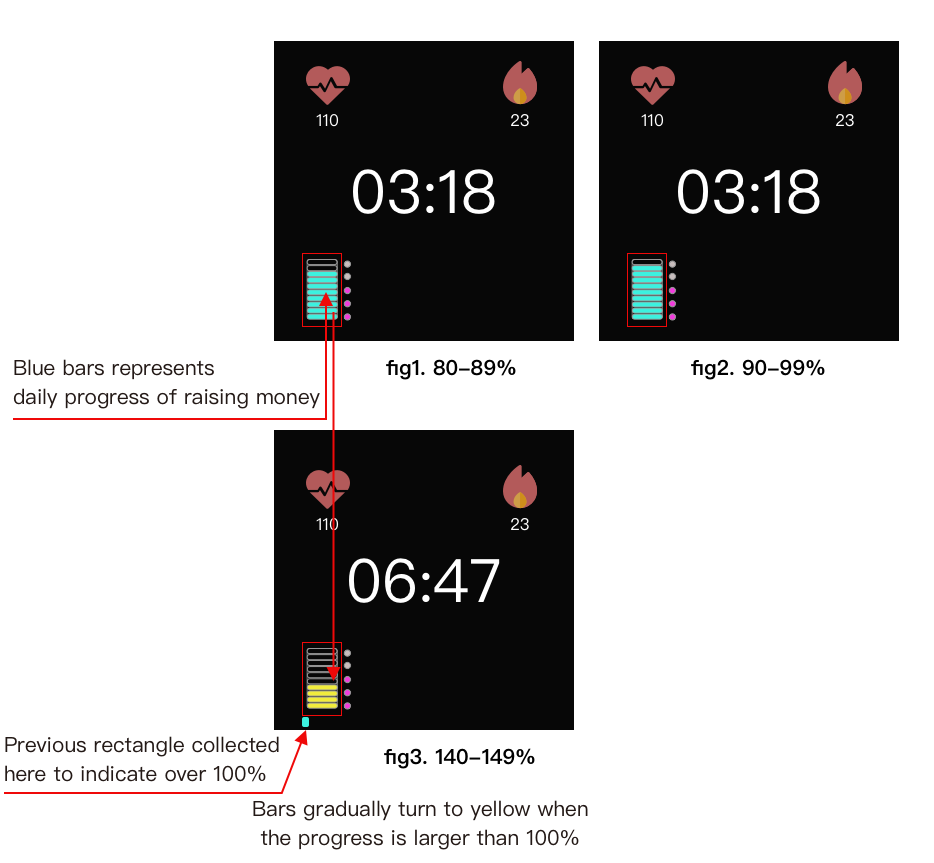 110
23
03:18
110
23
03:18
fig1. 80–89%
fig2. 90–99%
Blue bars represents
daily progress of raising money
110
23
06:47
Previous rectangle collected
here to indicate over 100%
fig3. 140–149%
Bars gradually turn to yellow when
the progress is larger than 100%